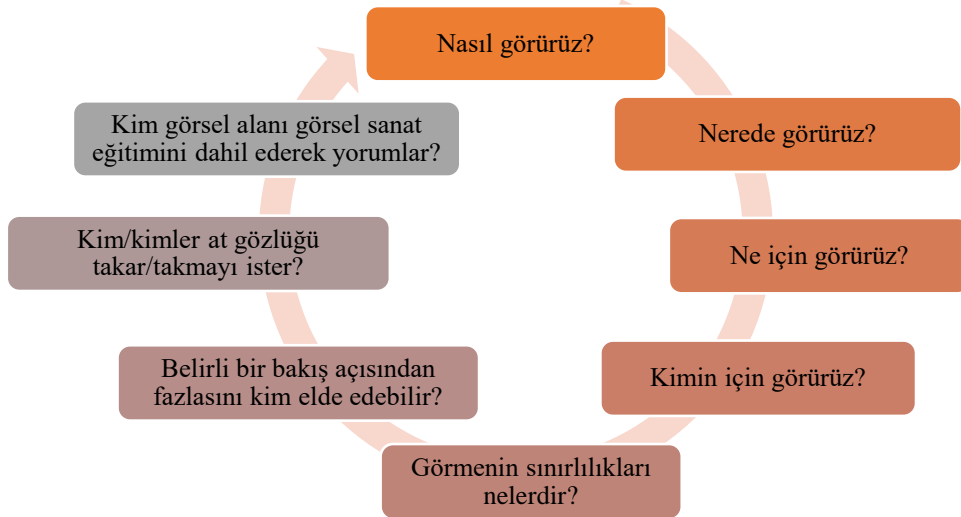 Nasıl görürüz?
Nerede görürüz?
Ne için görürüz?
Kimin için görürüz?
Görmenin sınırlılıkları
nelerdir?
Belirli bir bakış açısından
fazlasını kim elde edebilir?
Kim/kimler at gözlüğü
takar/takmayı ister?
Kim görsel alanı görsel sanat
eğitimini dahil ederek yorumlar?